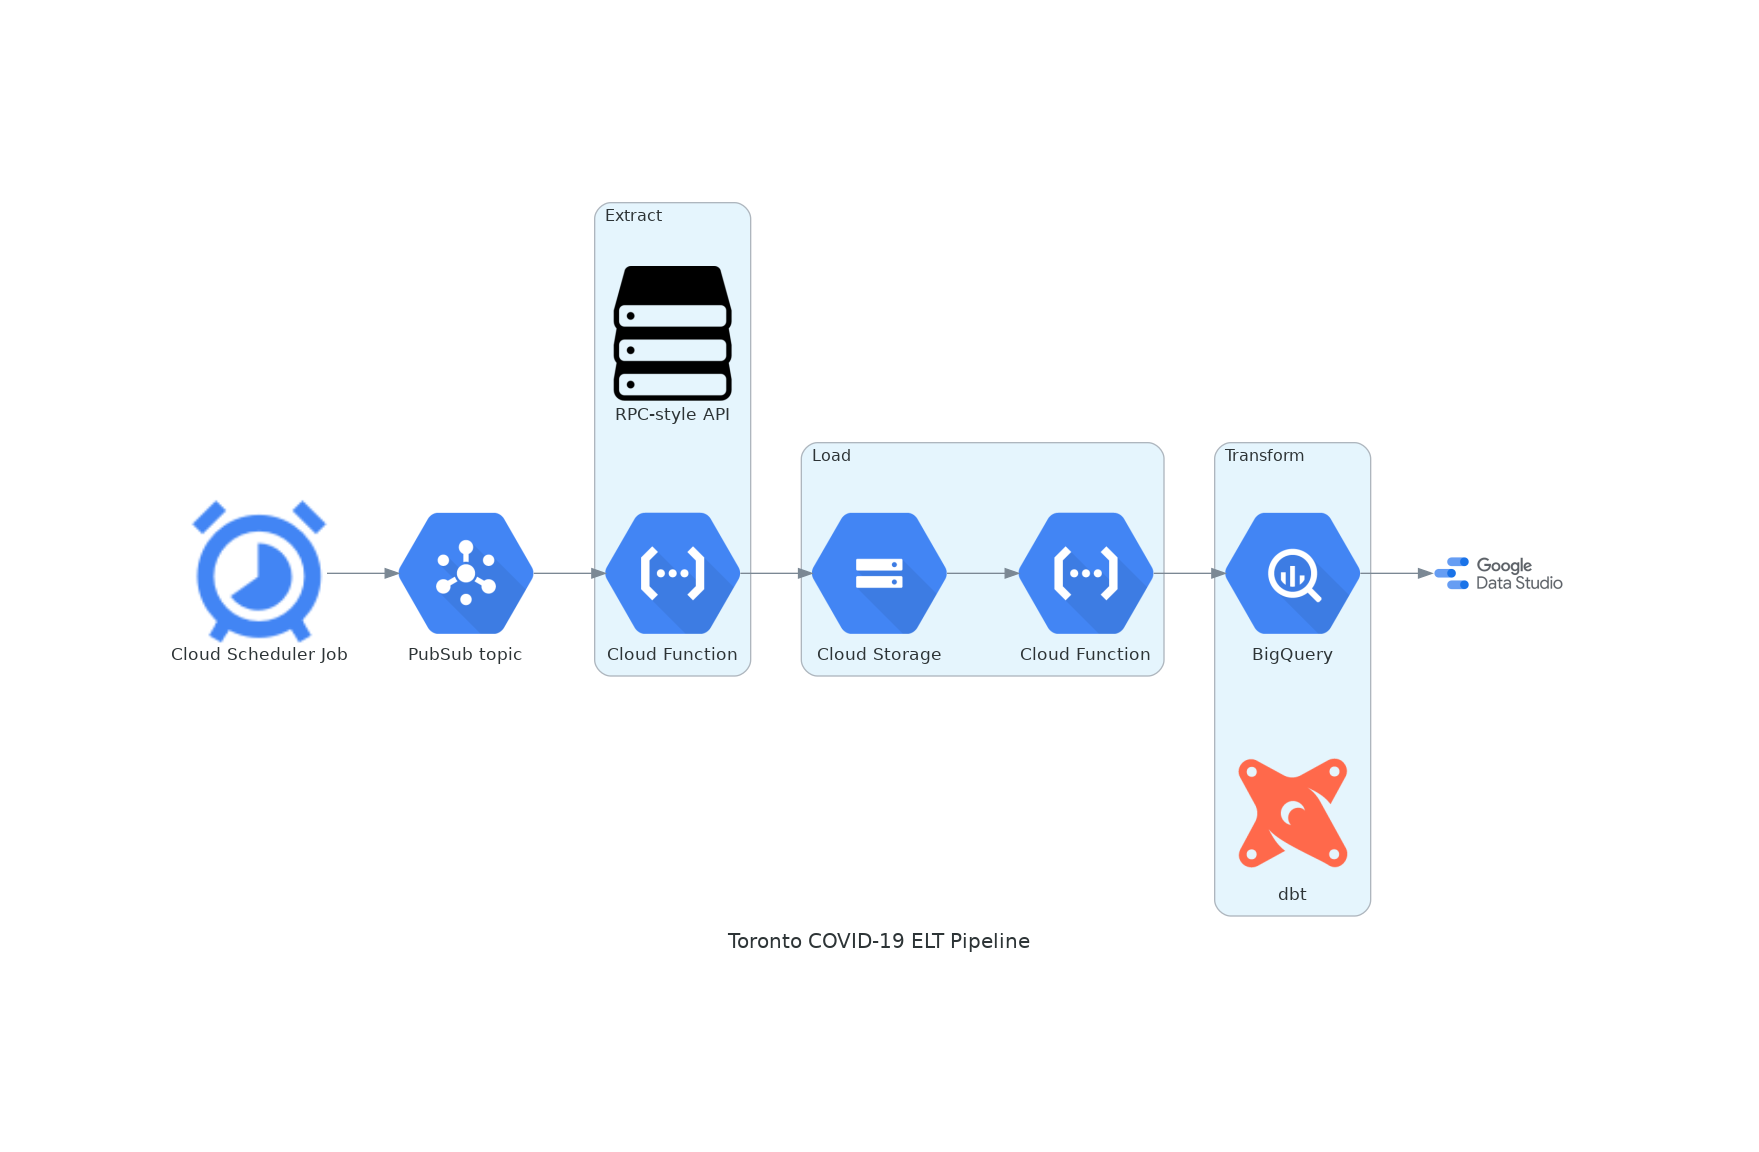 Extract
RPC-style API
Load
Transform
Google
Data Studio
Cloud Scheduler Job
PubSub topic
Cloud Function
Cloud Storage
Cloud Function
BigQuery
dbt
Toronto COVID-19 ELT Pipeline